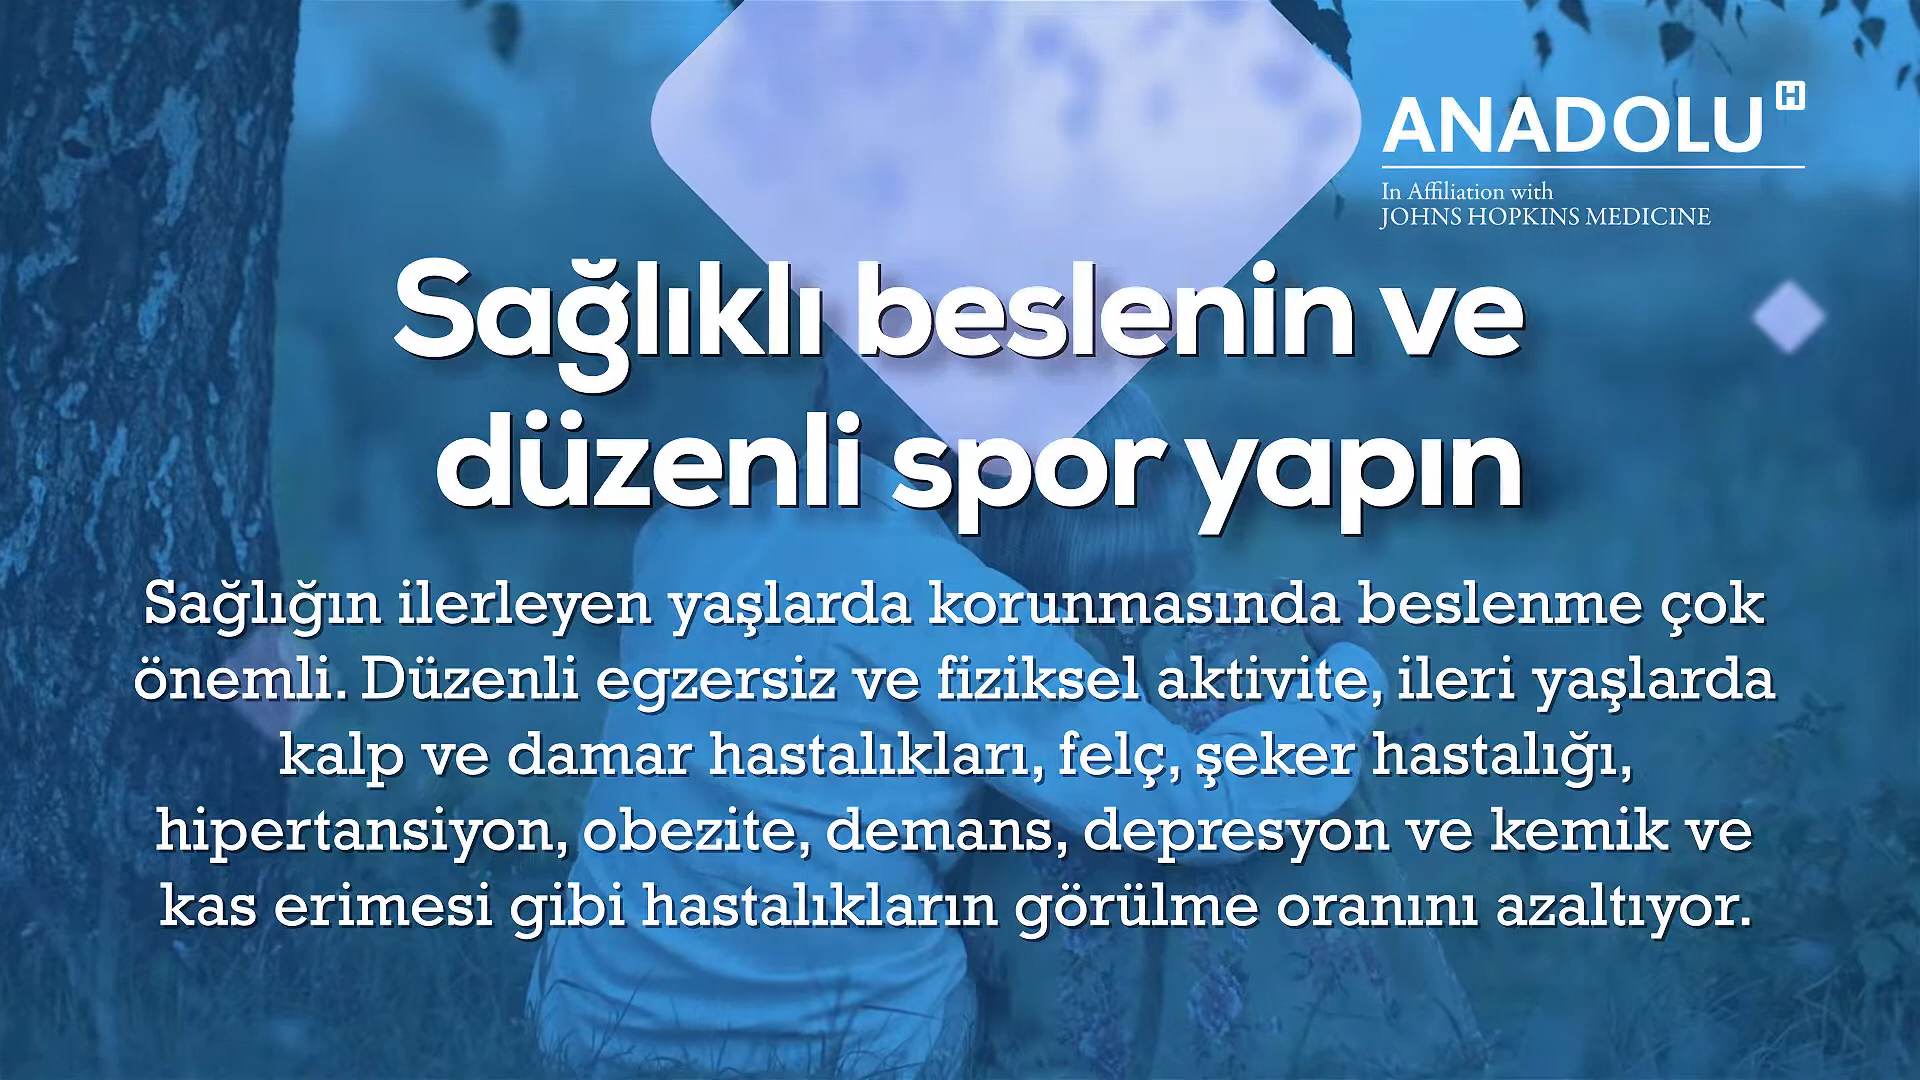 ANADOLU H
In Affiliation with
JOHNS HOPKINS MEDICINE
Sağlıklı beslenin ve
düzenli spor yapın
Sağlığın ilerleyen yaşlarda korunmasında beslenme çok
önemli. Düzenli egzersiz ve fiziksel aktivite, ileri yaşlarda
kalp ve damar hastalıkları, felç, şeker hastalığı,
hipertansiyon, obezite, demans, depresyon ve kemik ve
kas erimesi gibi hastalıkların görülme oranını azaltıyor.